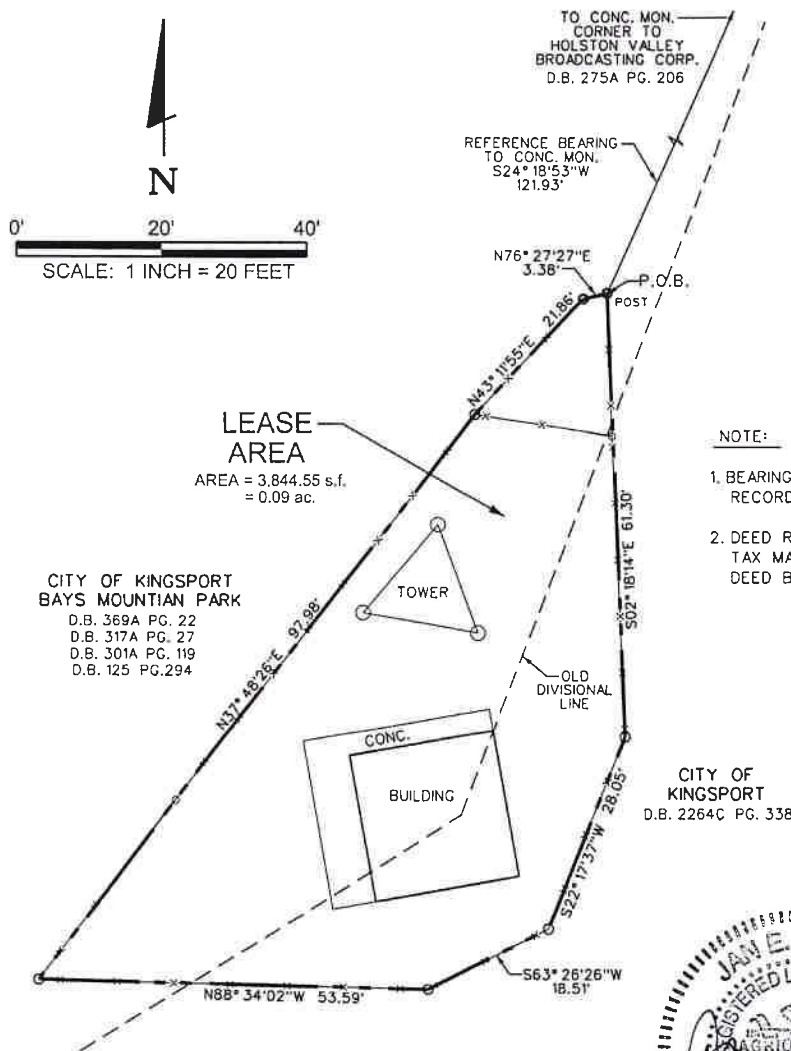 TO CONC. MON.
CORNER TO
HOLSTON VALLEY
BROADCASTING CORP.
D.B. 275A PG. 206
REFERENCE BEARING
TO CONC. MON.
S24° 18'53"W
121.93'
N
0' 20' 40'
SCALE: 1 INCH = 20 FEET
N76° 27'27"E
3.38'
P.O.B.
POST
N43° 11'55"E 21.86'
LEASE
AREA
AREA = 3,844.55 s.f.
= 0.09 ac.
NOTE:
1. BEARING
RECORD
2. DEED R
TAX MA
DEED B
S02° 18'14"E 61.30'
TOWER
CITY OF KINGSPORT
BAYS MOUNTIAN PARK
D.B. 369A PG. 22
D.B. 317A PG. 27
D.B. 301A PG. 119
D.B. 125 PG.294
N37° 48'26"E 97.98'
OLD
DIVISIONAL
LINE
CONC.
BUILDING
CITY OF
KINGSPORT
D.B. 2264C PG. 338
S22° 17'37"W 28.05'
S63° 26'26"W
18.51'
N88° 34'02"W 53.59'
JAN E.